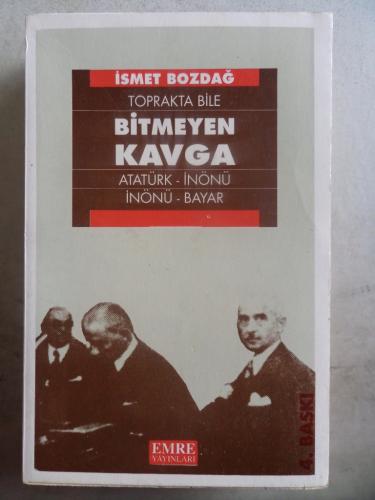 İSMET BOZDAĞ
TOPRAKTA BİLE
BİTMEYEN
KAVGA
ATATÜRK - İNÖNÜ
İNÖNÜ - BAYAR
4. BASKI
EMRE
YAYINLARI